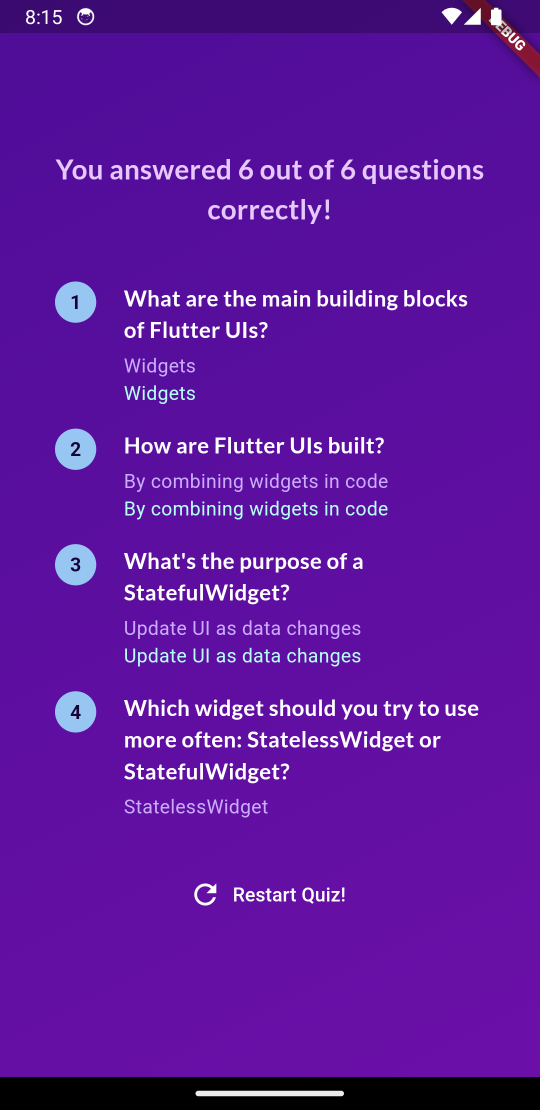 8:15
DEBUG
You answered 6 out of 6 questions
correctly!
1
What are the main building blocks
of Flutter UIs?
Widgets
Widgets
2
How are Flutter UIs built?
By combining widgets in code
By combining widgets in code
3
What's the purpose of a
StatefulWidget?
Update UI as data changes
Update UI as data changes
4
Which widget should you try to use
more often: StatelessWidget or
StatefulWidget?
StatelessWidget
Restart Quiz!